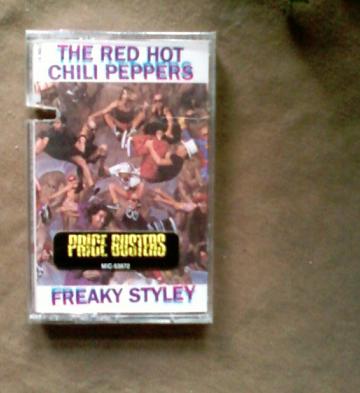 THE RED HOT
CHILI PEPPERS
PRICE BUSTERS
FREAKY STYLEY